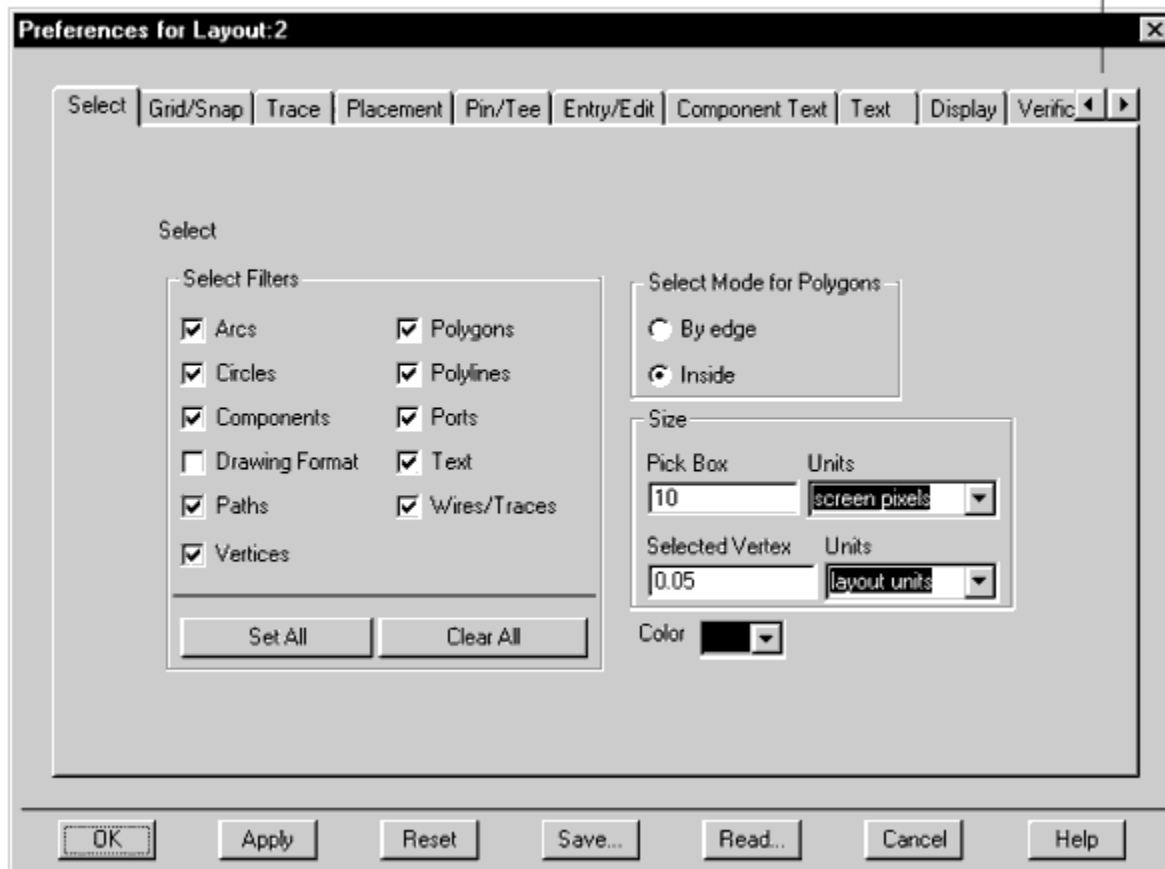 Preferences for Layout:2
Select Grid/Snap Trace Placement Pin/Tee Entry/Edit Component Text Text Display Verific
Select
Select Filters
Arcs Polygons
Circles Polylines
Components Ports
Drawing Format Text
Paths Wires/Traces
Vertices
Set All Clear All
Select Mode for Polygons
By edge
Inside
Size
Pick Box Units
10 screen pixels
Selected Vertex Units
0.05 layout units
Color
OK Apply Reset Save... Read... Cancel Help